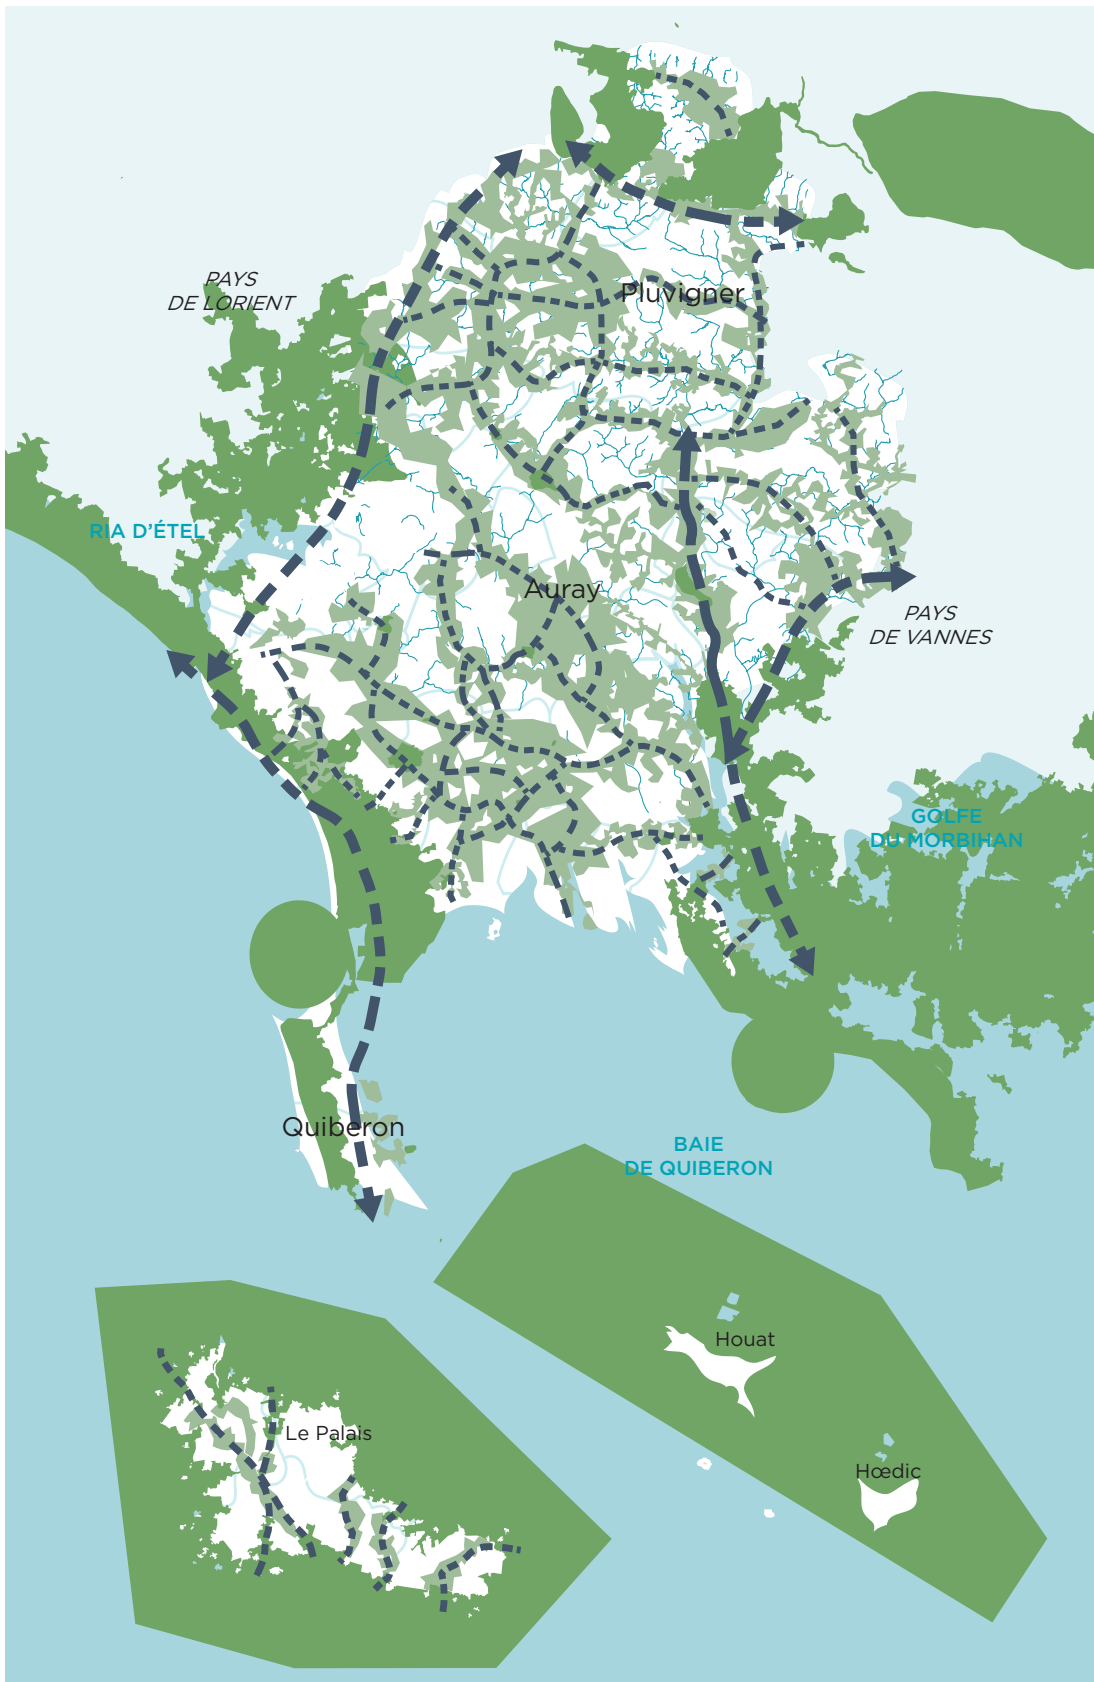 PAYS
DE LORIENT
Pluvigner
RIA D'ÉTEL
Auray
PAYS
DE VANNES
GOLFE
DU MORBIHAN
Quiberon
BAIE
DE QUIBERON
Houat
Le Palais
Hœdic